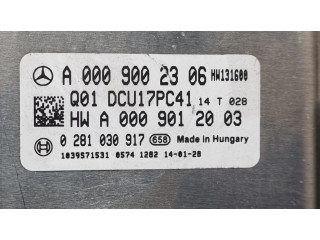 A 000 900 23 06 HW131600
Q01 DCU17PC41 14 T 028
HW A 000 901 20 03
0 281 030 917 658 Made in Hungary
1039571531 0574 1282 14-01-28